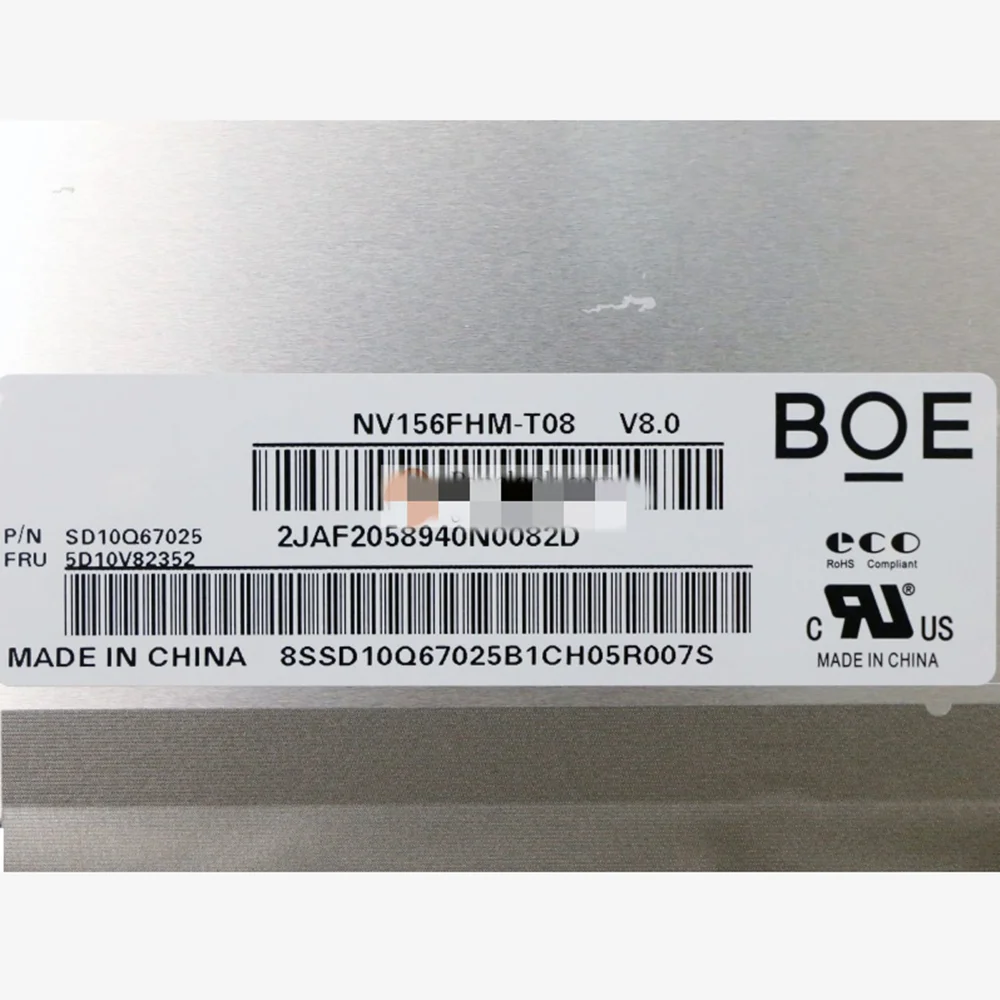 NV156FHM-T08 V8.0
BOE
P/N SD10Q67025
2JAF2058940N0082D
FRU 5D10V82352
eco
RoHS Compliant
C UR® US
MADE IN CHINA 8SSD10Q67025B1CH05R007S
MADE IN CHINA